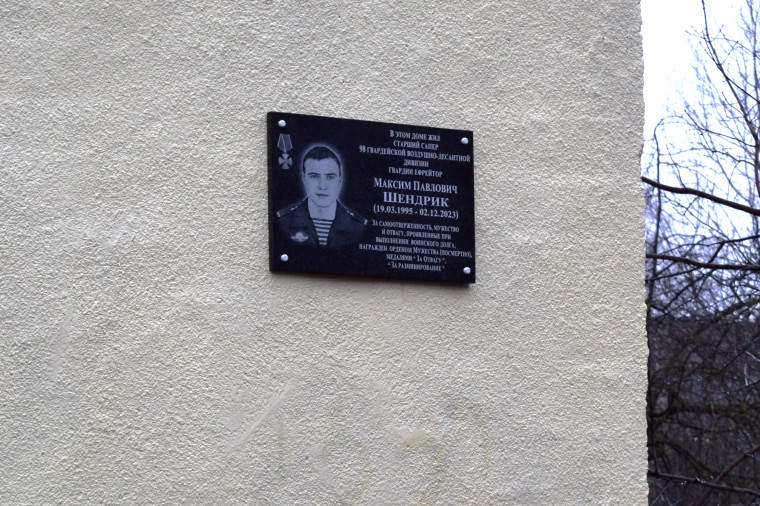 В ЭТОМ ДОМЕ ЖИЛ
СТАРШИЙ САПЕР
98 ГВАРДЕЙСКОЙ ВОЗДУШНО-ДЕСАНТНОЙ
ДИВИЗИИ
ГВАРДИИ ЕФРЕЙТОР
МАКСИМ ПАВЛОВИЧ
ШЕНДРИК
(19.03.1995 - 02.12.2023)
ЗА САМООТВЕРЖЕННОСТЬ, МУЖЕСТВО
И ОТВАГУ, ПРОЯВЛЕННЫЕ ПРИ
ВЫПОЛНЕНИИ ВОИНСКОГО ДОЛГА,
НАГРАЖДЕН ОРДЕНОМ МУЖЕСТВА (ПОСМЕРТНО),
МЕДАЛЯМИ " ЗА ОТВАГУ ",
" ЗА РАЗМИНИРОВАНИЕ "